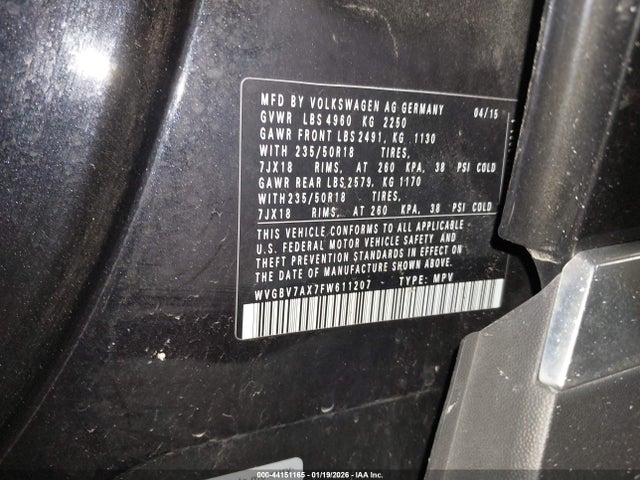 MFD BY VOLKSWAGEN AG GERMANY 04/15
GVWR LBS 4960 KG 2250
GAWR FRONT LBS 2491, KG 1130
WITH 235/50R18 TIRES,
7JX18 RIMS, AT 260 KPA, 38 PSI COLD
GAWR REAR LBS 2579, KG 1170
WITH 235/50R18 TIRES,
7JX18 RIMS, AT 260 KPA, 38 PSI COLD
THIS VEHICLE CONFORMS TO ALL APPLICABLE
U.S. FEDERAL MOTOR VEHICLE SAFETY AND
THEFT PREVENTION STANDARDS IN EFFECT ON
DATE OF MANUFACTURE SHOWN ABOVE
WVGBV7AX7FW611207 TYPE: MPV
000-44151165 - 01/19/2026 - IAA Inc.